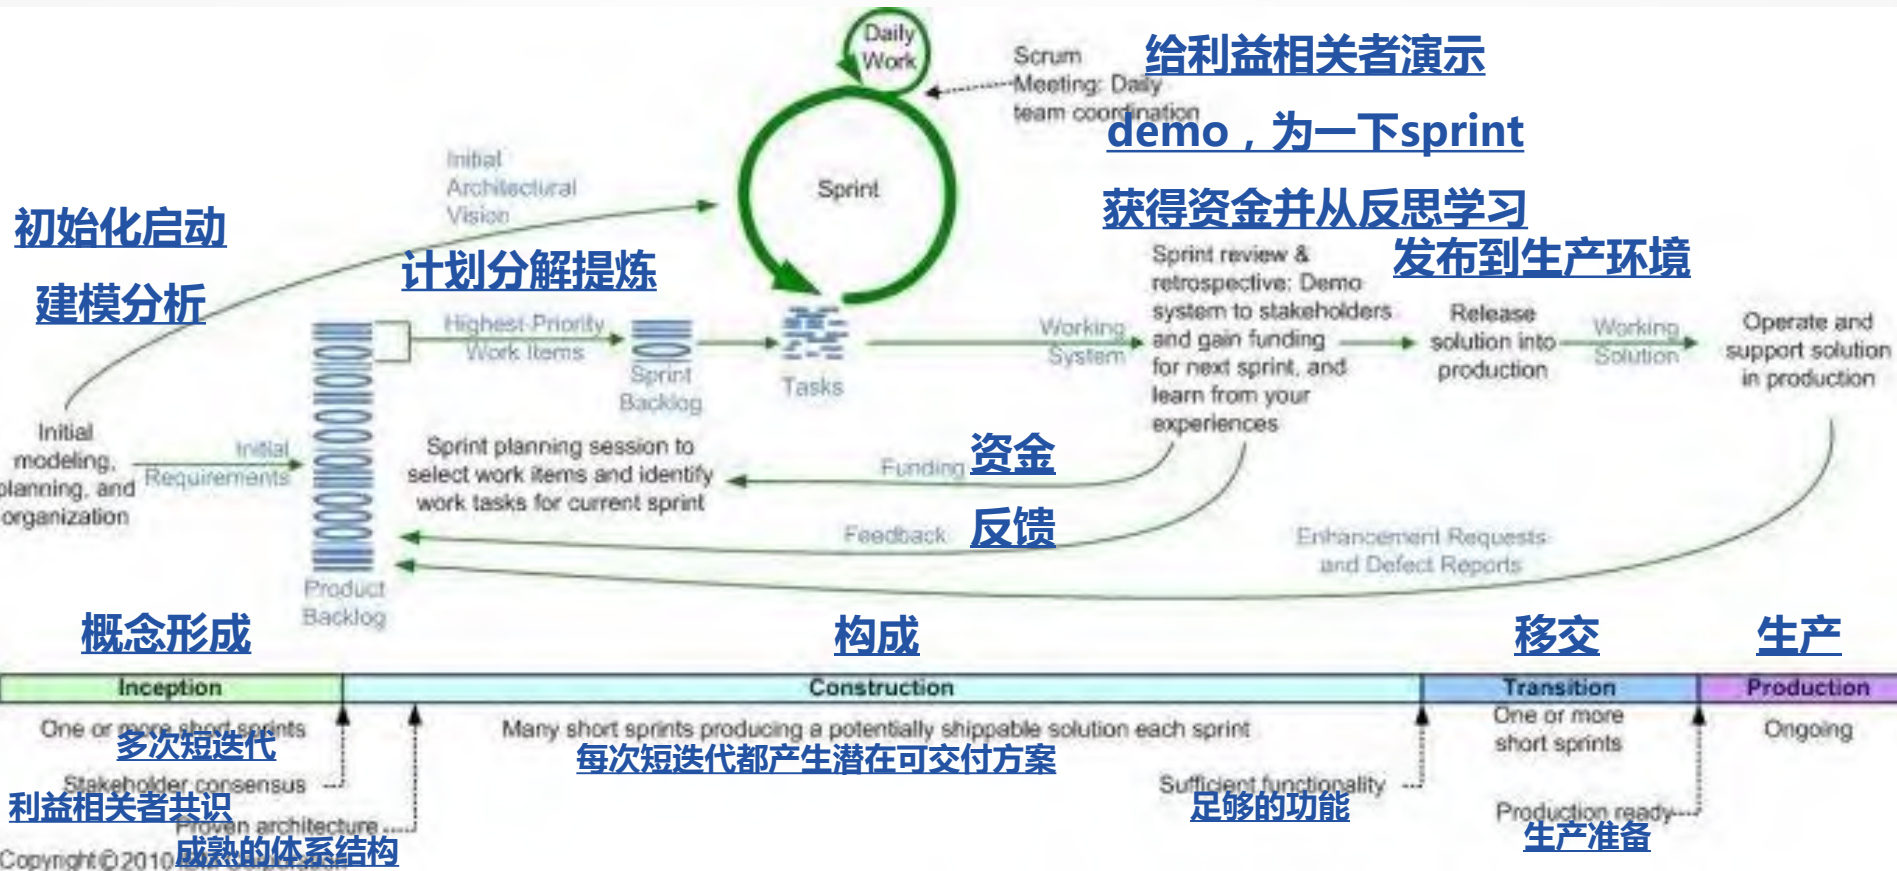 Daily
Work
Scrum
Meeting: Daily
team coordination
给利益相关者演示
demo，为一下sprint
获得资金并从反思学习
Initial
Architectural
Vision
Sprint
初始化启动
建模分析
计划分解提炼
发布到生产环境
Sprint review &
retrospective: Demo
system to stakeholders
and gain funding
for next sprint, and
learn from your
experiences
Highest-Priority
Work Items
Sprint
Backlog
Tasks
Working
System
Release
solution into
production
Working
Solution
Operate and
support solution
in production
Initial
modeling,
planning, and
organization
Initial
Requirements
Sprint planning session to
select work items and identify
work tasks for current sprint
Funding
资金
Feedback
反馈
Enhancement Requests
and Defect Reports
Product
Backlog
概念形成
构成
移交
生产
Inception
Construction
Transition
Production
One or more short sprints
多次短迭代
Many short sprints producing a potentially shippable solution each sprint
每次短迭代都产生潜在可交付方案
One or more
short sprints
Ongoing
Stakeholder consensus
利益相关者共识
Proven architecture
成熟的体系结构
Sufficient functionality
足够的功能
Production ready
生产准备
Copyright © 2010 IBM Corporation